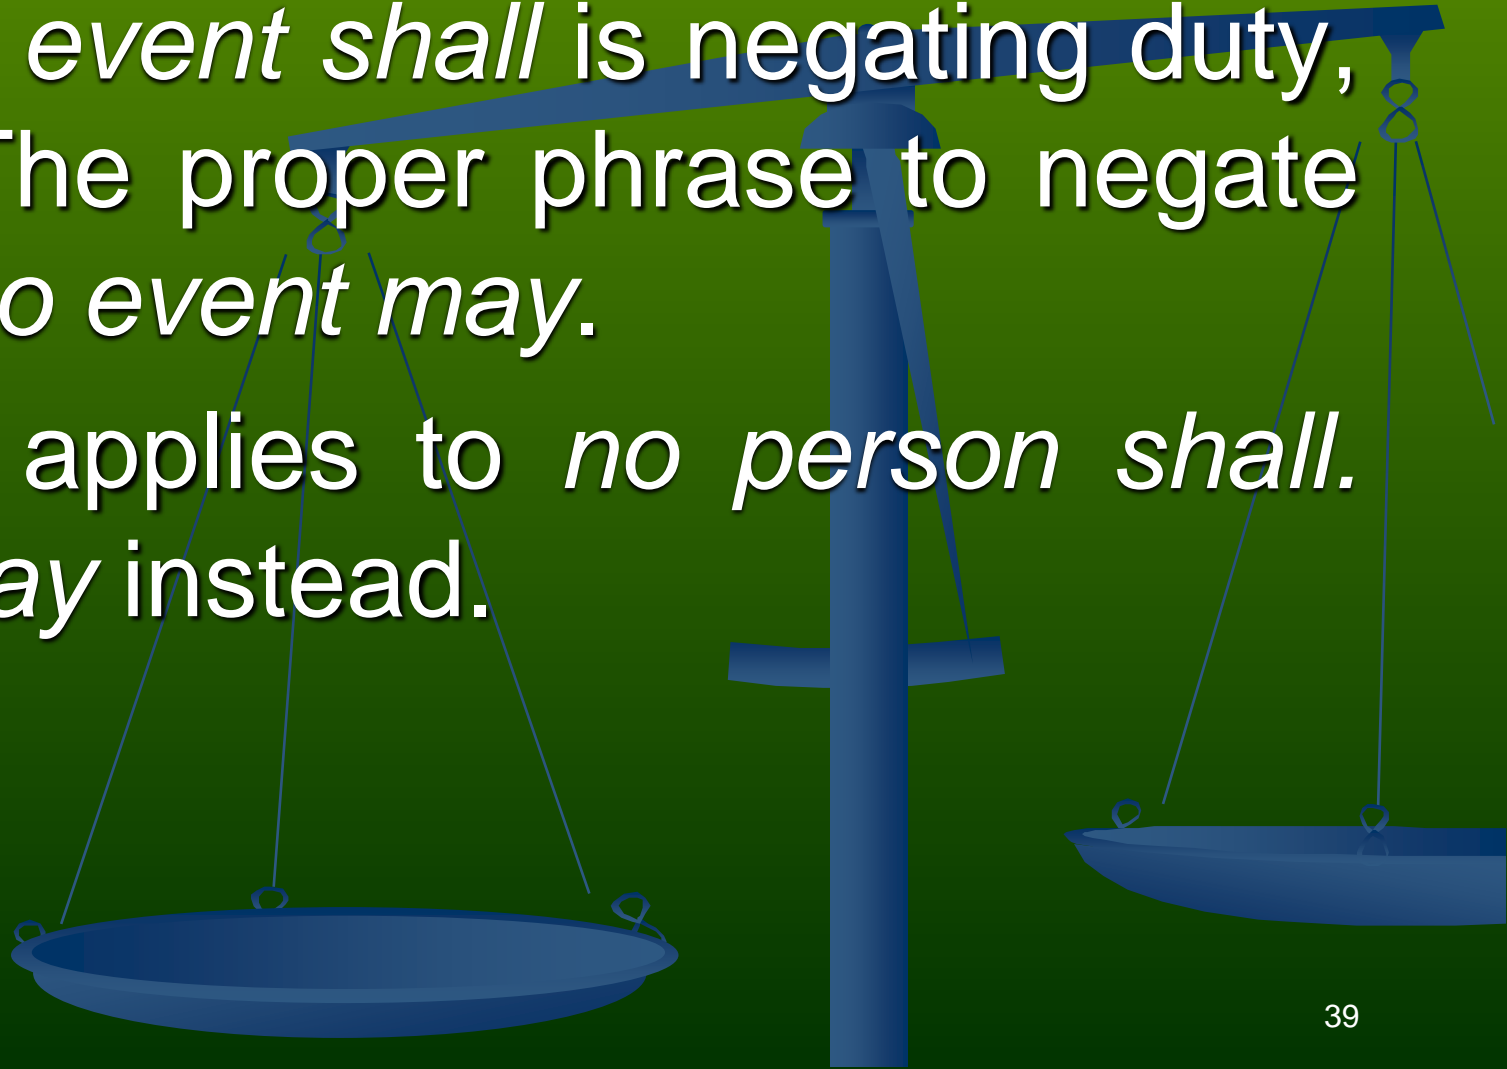 event shall is negating duty,
The proper phrase to negate
o event may.
applies to no person shall.
ay instead.
39